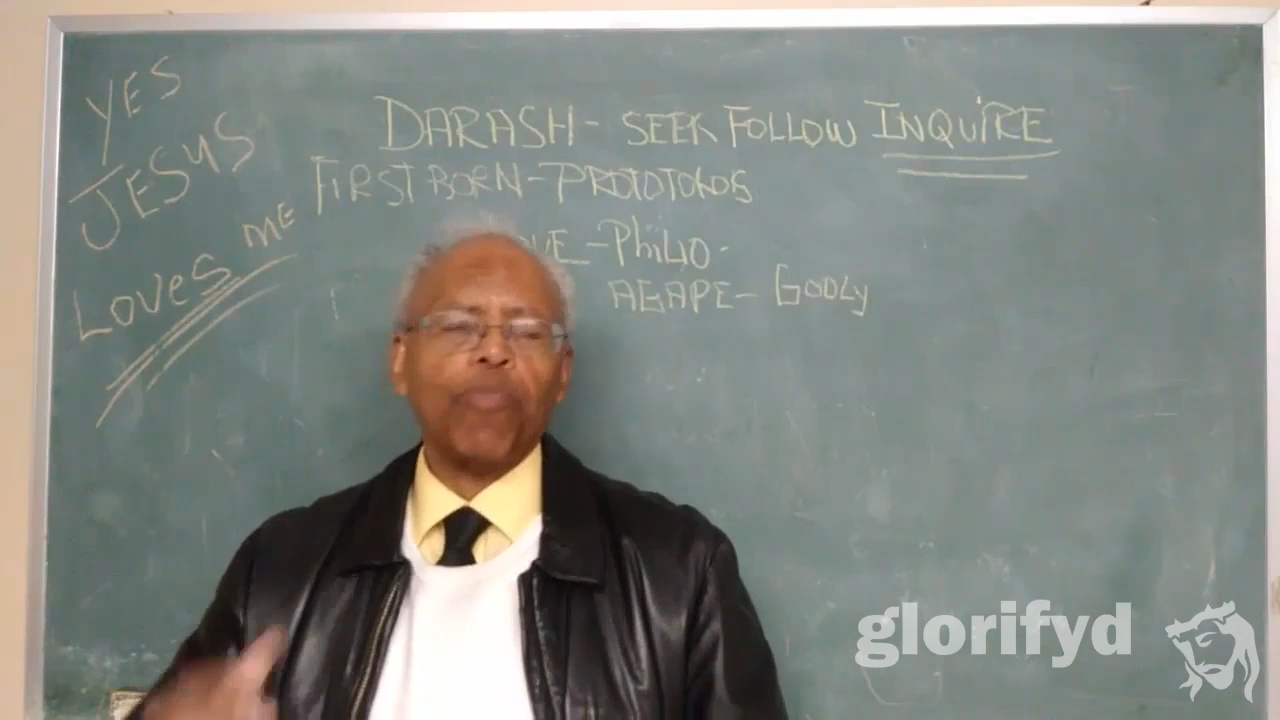 YES
JESUS
LOVES ME
DARASH - SEEK FOLLOW INQUIRE
FIRST BORN - PROTOTOKOS
- PhiLIO -
AGAPE - GODLY
glorifyd